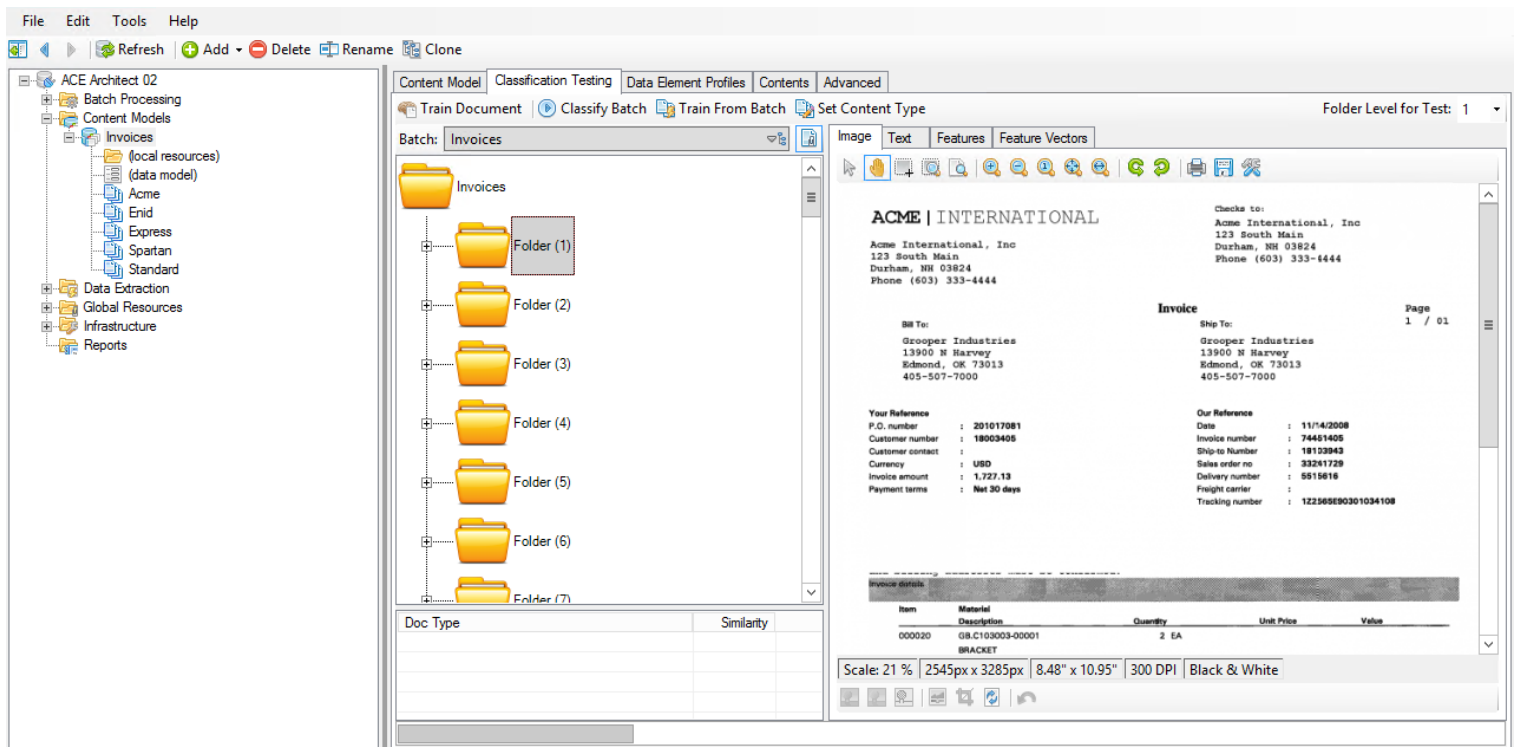 File Edit Tools Help
Refresh Add Delete Rename Clone
ACE Architect 02
Batch Processing
Content Models
Invoices
(local resources)
(data model)
Acme
Enid
Express
Spartan
Standard
Data Extraction
Global Resources
Infrastructure
Reports
Content Model Classification Testing Data Element Profiles Contents Advanced
Train Document Classify Batch Train From Batch Set Content Type Folder Level for Test: 1
Batch: Invoices
Invoices
Folder (1)
Folder (2)
Folder (3)
Folder (4)
Folder (5)
Folder (6)
Folder (7)
Doc Type Similarity
Image Text Features Feature Vectors
ACME | INTERNATIONAL
Acme International, Inc
123 South Main
Durham, NH 03824
Phone (603) 333-4444
Checks to:
Acme International, Inc
123 South Main
Durham, NH 03824
Phone (603) 333-4444
Invoice
Page
1 / 01
Bill To:
Grooper Industries
13900 N Harvey
Edmond, OK 73013
405-507-7000
Ship To:
Grooper Industries
13900 N Harvey
Edmond, OK 73013
405-507-7000
Your Reference
P.O. number : 201017081
Customer number : 18003405
Customer contact :
Currency : USD
Invoice amount : 1,727.13
Payment terms : Net 30 days
Our Reference
Date : 11/14/2008
Invoice number : 74451405
Ship-to Number : 18103943
Sales order no : 33241729
Delivery number : 5515616
Freight carrier :
Tracking number : 1Z2565E90301034108
Invoice details
Item Material
Description Quantity Unit Price Value
000020 GB.C103003-00001 2 EA
BRACKET
Scale: 21 % 2545px x 3285px 8.48" x 10.95" 300 DPI Black & White